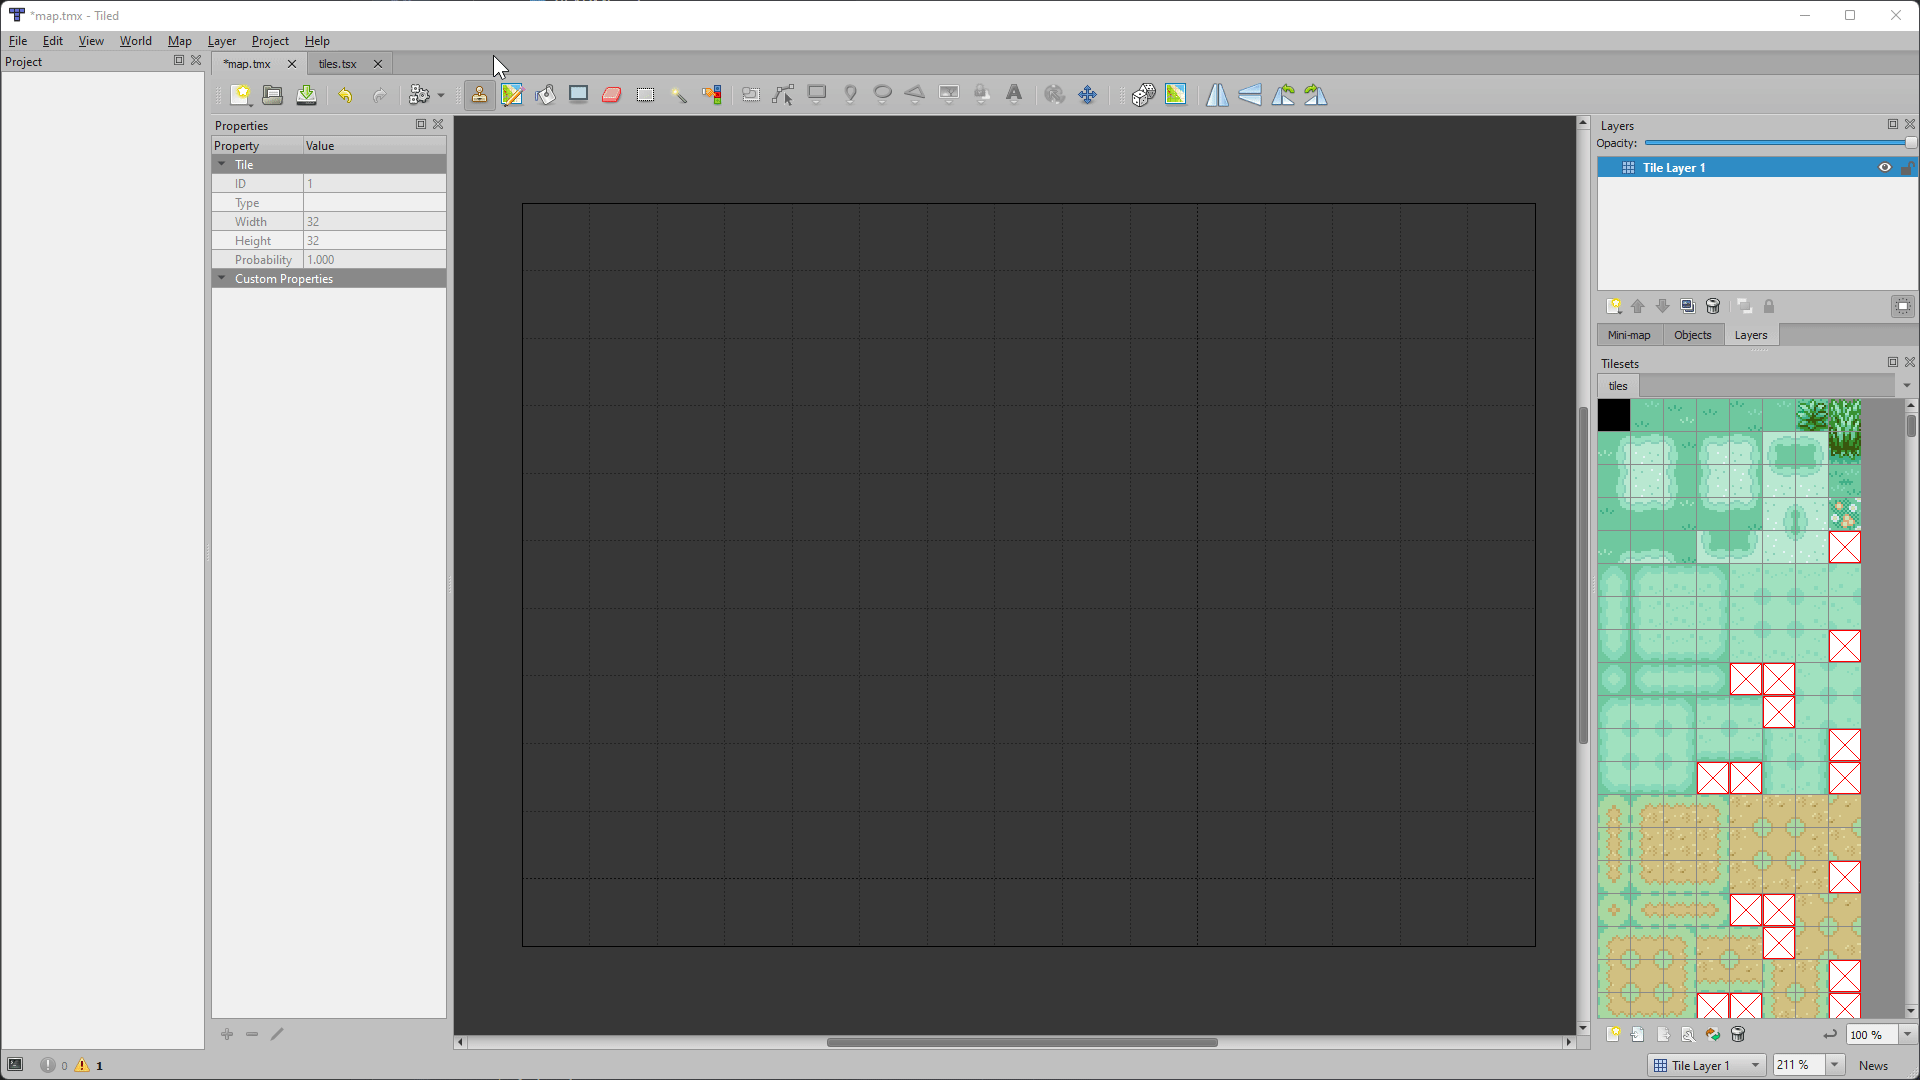 *map.tmx - Tiled
File Edit View World Map Layer Project Help
Project
*map.tmx
tiles.tsx
Properties
Property Value
Tile
ID 1
Type
Width 32
Height 32
Probability 1.000
Custom Properties
Layers
Opacity:
Tile Layer 1
Mini-map Objects Layers
Tilesets
tiles
100 %
0 1
Tile Layer 1 211 % News